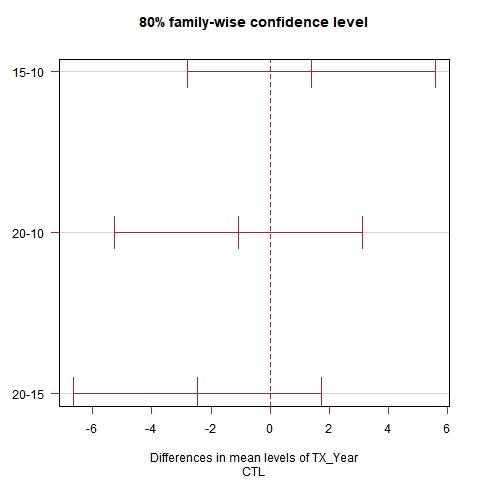 80% family-wise confidence level
15-10
20-10
20-15
-6 -4 -2 0 2 4 6
Differences in mean levels of TX_Year
CTL